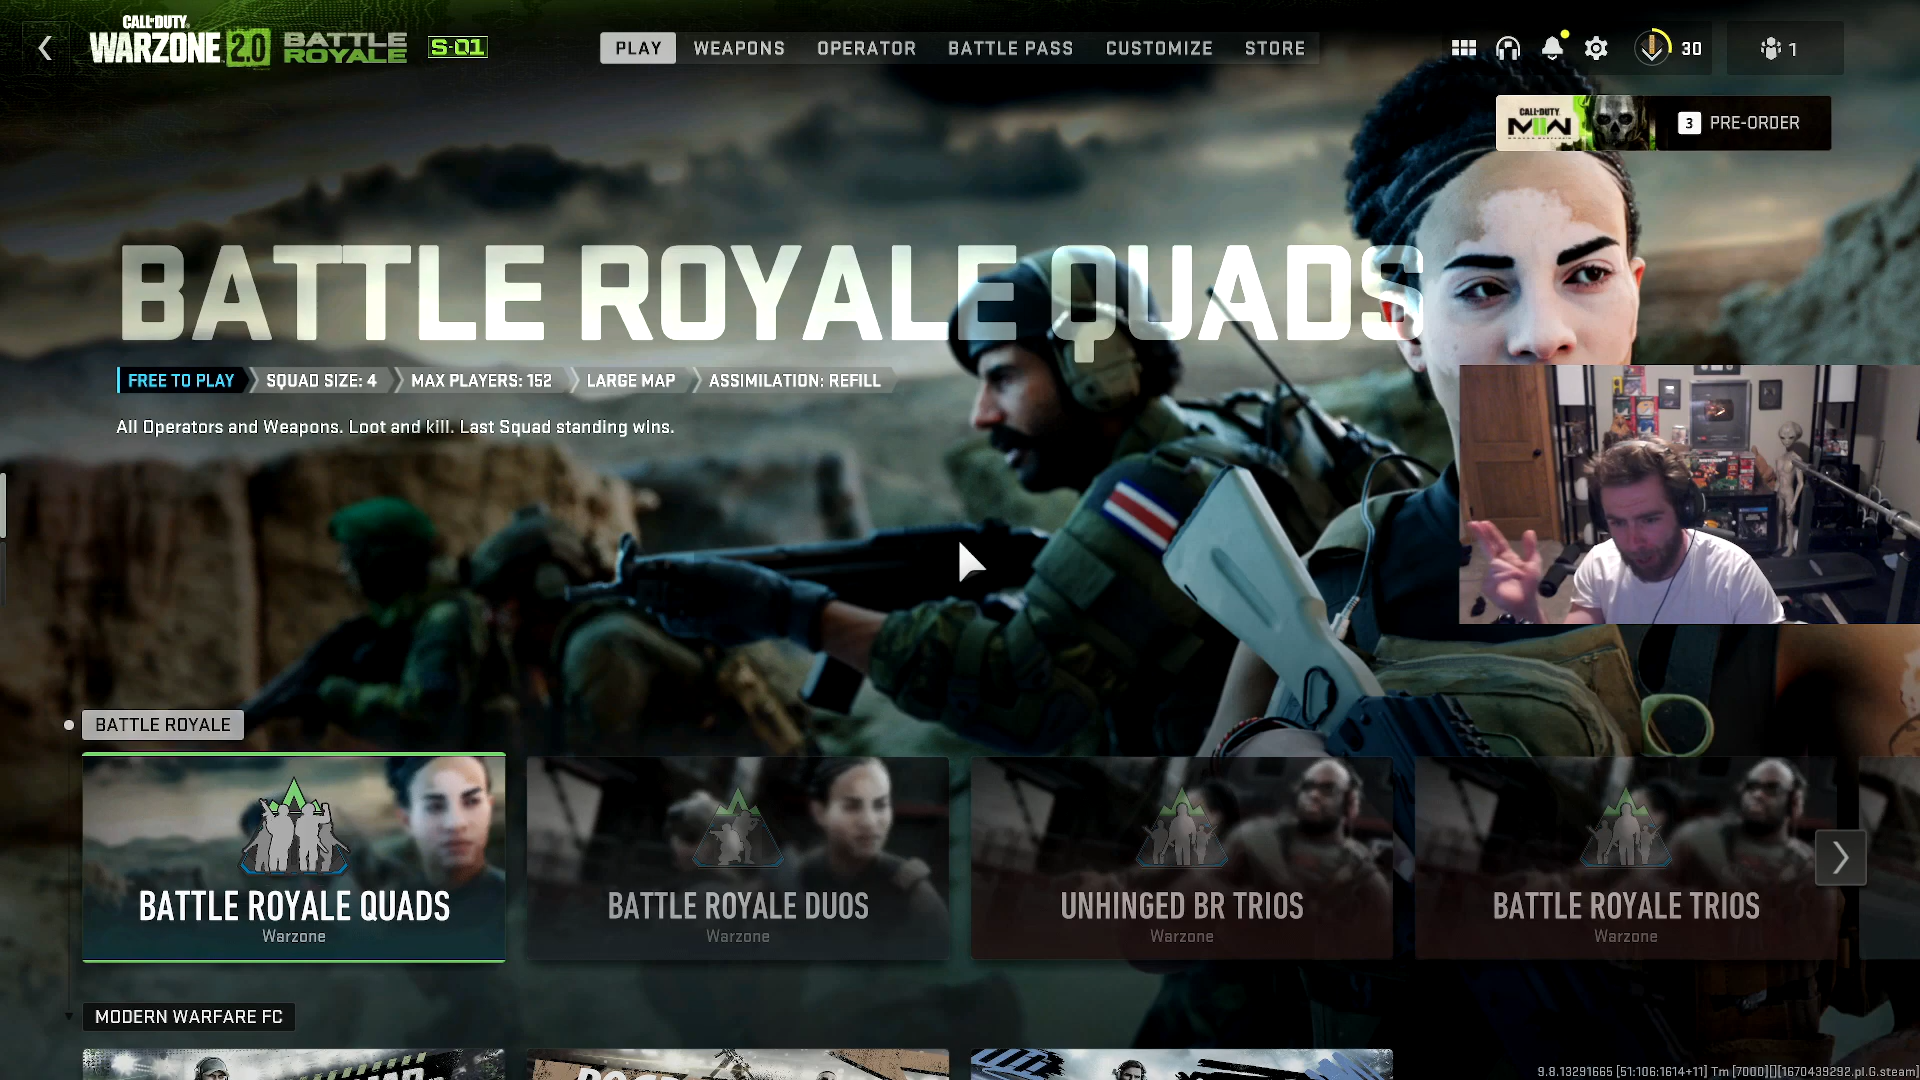 CALL OF DUTY
WARZONE 2.0 BATTLE ROYALE S-01
PLAY WEAPONS OPERATOR BATTLE PASS CUSTOMIZE STORE
30
1
CALL OF DUTY
MWII
3 PRE-ORDER
BATTLE ROYALE QUADS
FREE TO PLAY SQUAD SIZE: 4 MAX PLAYERS: 152 LARGE MAP ASSIMILATION: REFILL
All Operators and Weapons. Loot and kill. Last Squad standing wins.
BATTLE ROYALE
BATTLE ROYALE QUADS
Warzone
BATTLE ROYALE DUOS
Warzone
UNHINGED BR TRIOS
Warzone
BATTLE ROYALE TRIOS
Warzone
MODERN WARFARE FC
9.8.13291665 [51:106:1614+11] Tm [7000][][1670439292.pl.G.steam]